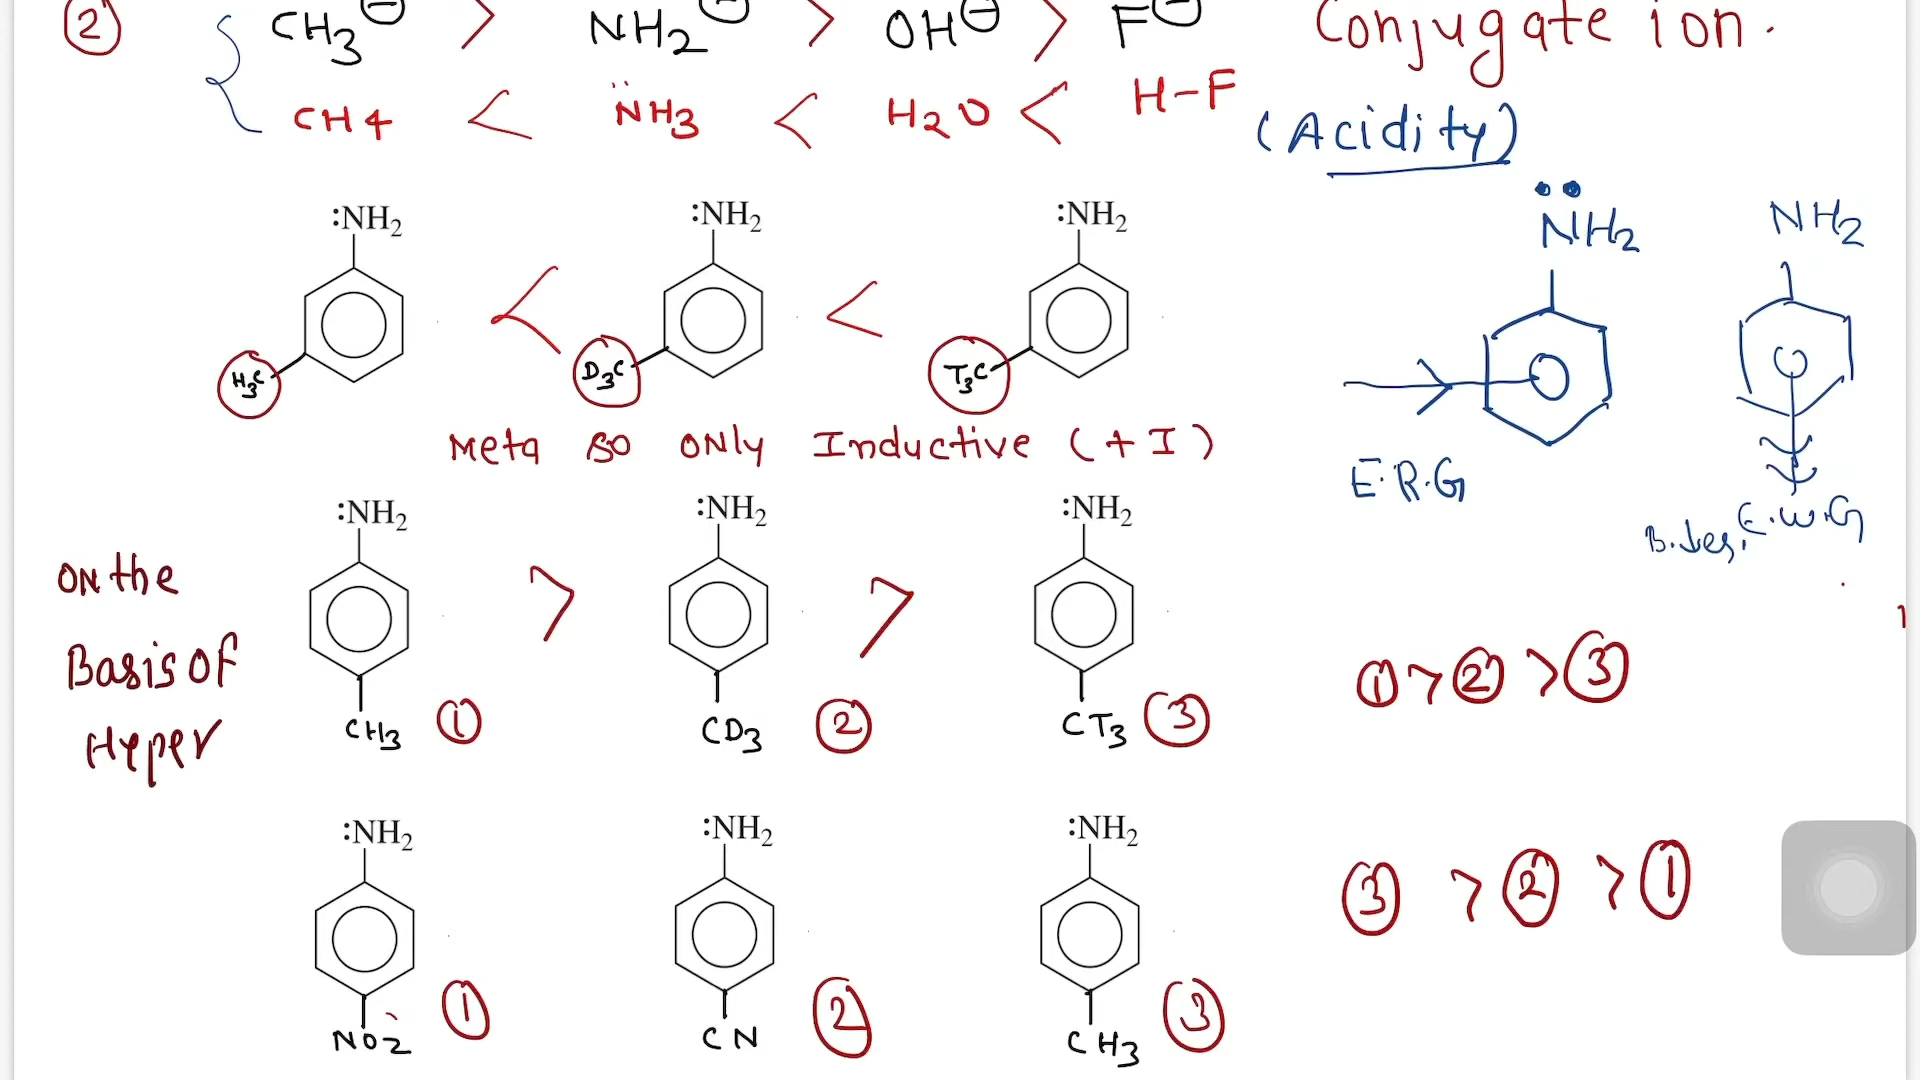 ② CH3⊖ > NH2⊖ > OH⊖ > F⊖ Conjugate ion.
CH4 < N̈H3 < H2O < H-F (Acidity)
:NH2 :NH2 :NH2 N̈H2 NH2
< <
H3C D3C T3C
Meta so only Inductive (+I)
E.R.G
E.W.G
:NH2 :NH2 :NH2
ON the
Basis of
Hyper
> >
① > ② > ③
CH3 ① CD3 ② CT3 ③
:NH2 :NH2 :NH2
③ > ② > ①
NO2 ① CN ② CH3 ③